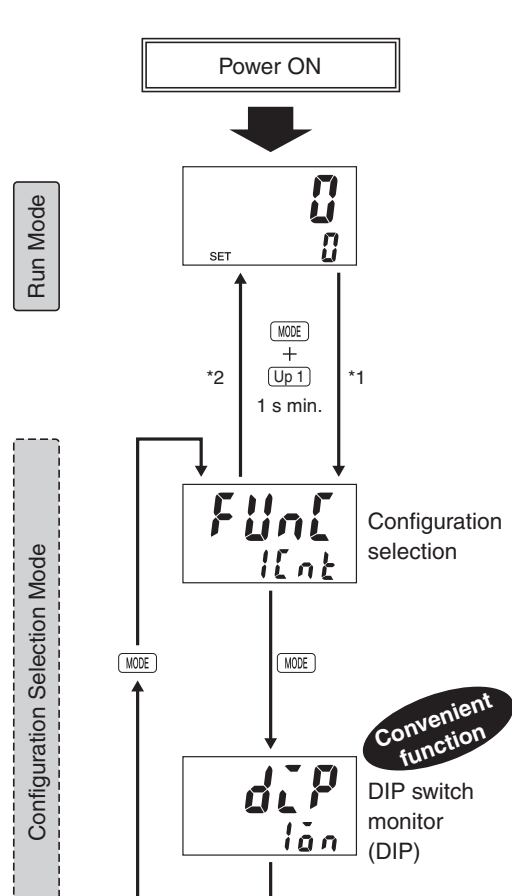 Power ON
Run Mode
0
SET 0
MODE
+
Up 1
1 s min.
*2
*1
Configuration Selection Mode
FUnC
1Cnt
Configuration
selection
MODE
MODE
Convenient
function
diP
1on
DIP switch
monitor
(DIP)